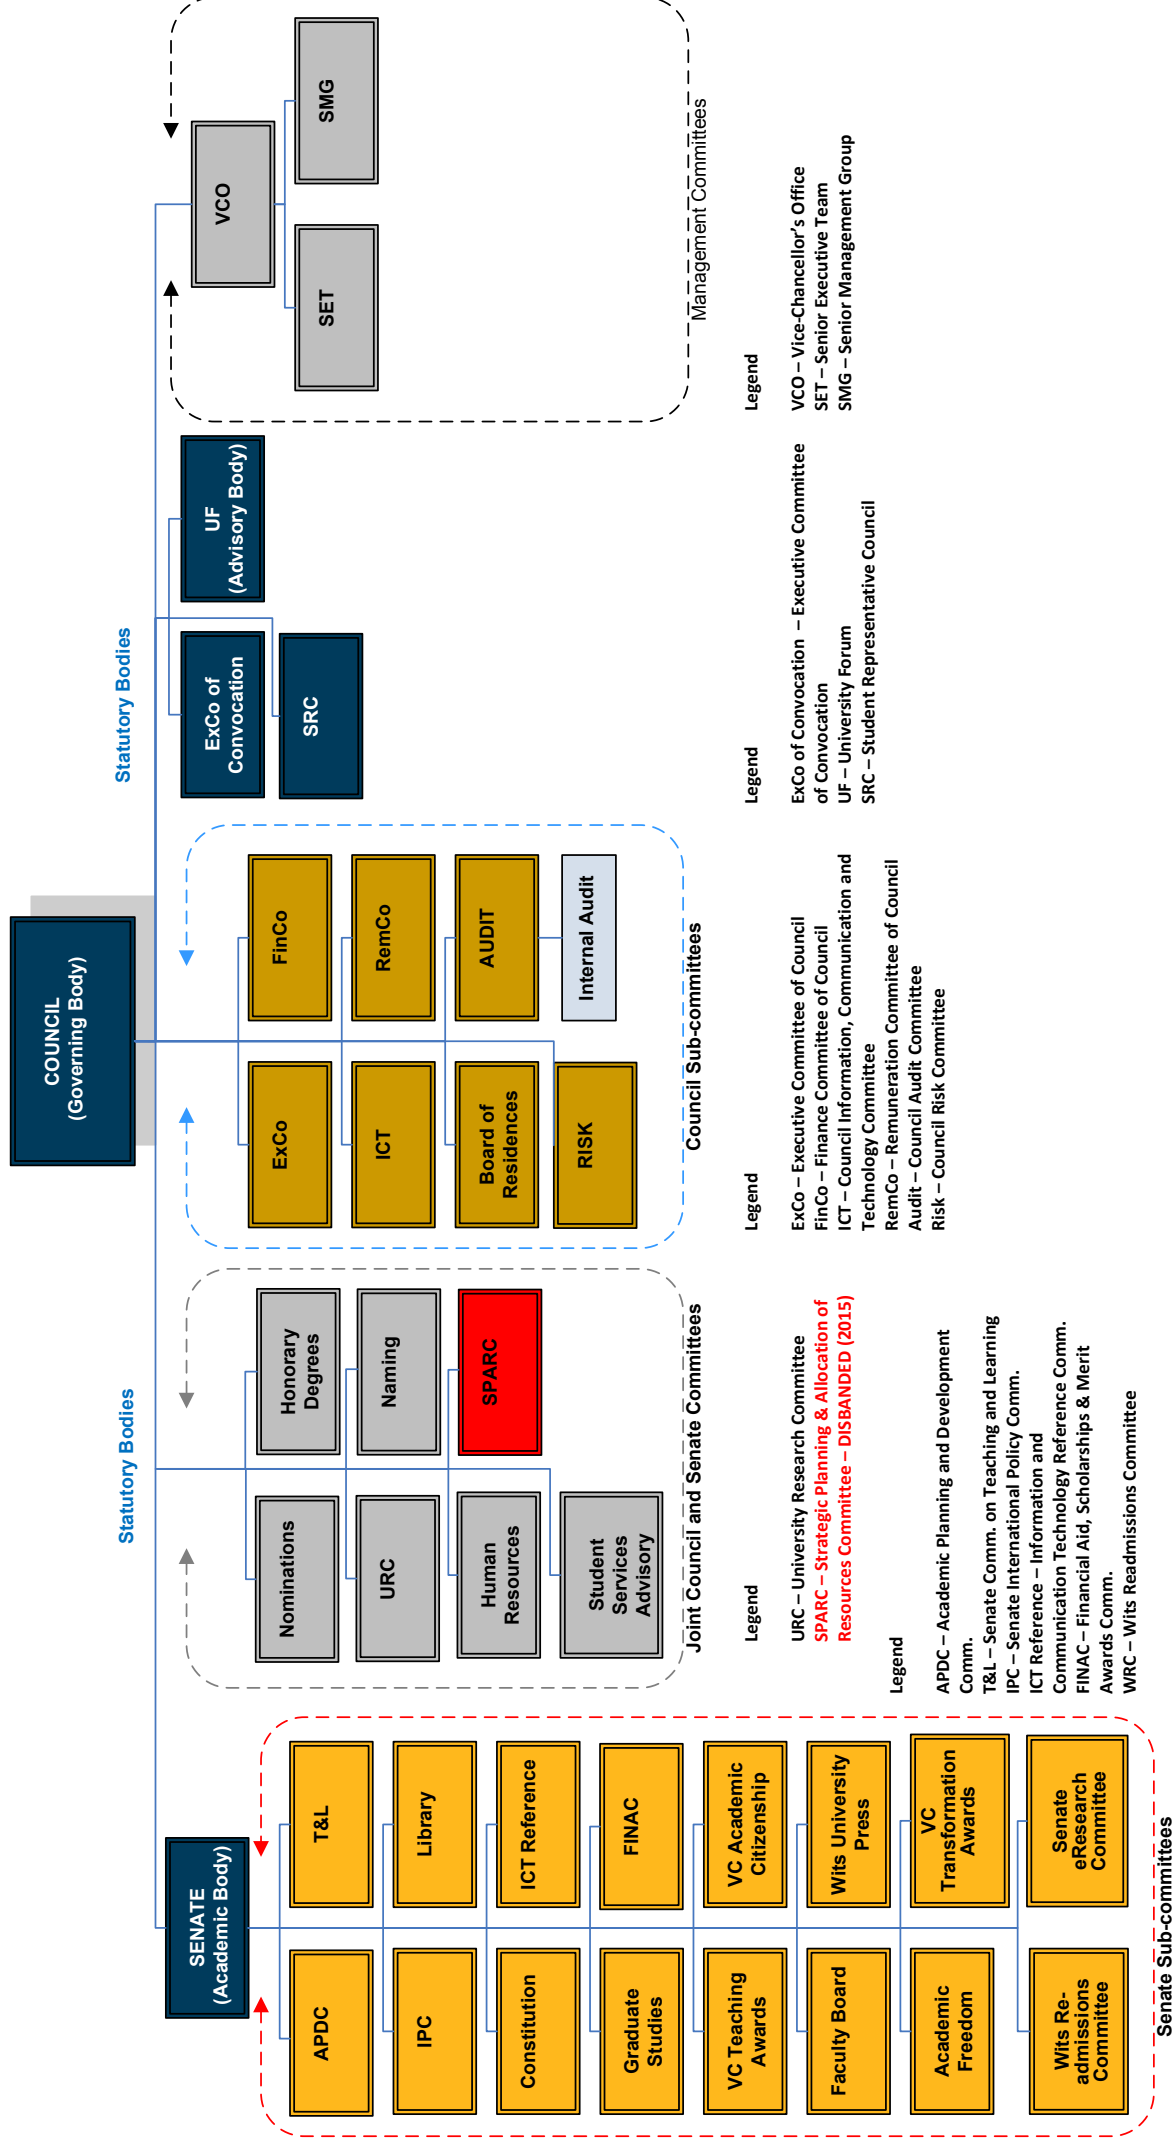 COUNCIL
(Governing Body)
Statutory Bodies
Statutory Bodies
SENATE
(Academic Body)
APDC
T&L
IPC
Library
Constitution
ICT Reference
Graduate
Studies
FINAC
VC Teaching
Awards
VC Academic
Citizenship
Faculty Board
Wits University
Press
Academic
Freedom
VC
Transformation
Awards
Wits Re-
admissions
Committee
Senate
eResearch
Committee
Senate Sub-committees
Nominations
Honorary
Degrees
URC
Naming
Human
Resources
SPARC
Student
Services
Advisory
Joint Council and Senate Committees
Legend
URC – University Research Committee
SPARC – Strategic Planning & Allocation of
Resources Committee – DISBANDED (2015)
Legend
APDC – Academic Planning and Development
Comm.
T&L – Senate Comm. on Teaching and Learning
IPC – Senate International Policy Comm.
ICT Reference – Information and
Communication Technology Reference Comm.
FINAC – Financial Aid, Scholarships & Merit
Awards Comm.
WRC – Wits Readmissions Committee
ExCo
FinCo
ICT
RemCo
Board of
Residences
AUDIT
RISK
Internal Audit
Council Sub-committees
Legend
ExCo – Executive Committee of Council
FinCo – Finance Committee of Council
ICT – Council Information, Communication and
Technology Committee
RemCo – Remuneration Committee of Council
Audit – Council Audit Committee
Risk – Council Risk Committee
ExCo of
Convocation
UF
(Advisory Body)
SRC
Legend
ExCo of Convocation – Executive Committee
of Convocation
UF – University Forum
SRC – Student Representative Council
VCO
SET
SMG
Management Committees
Legend
VCO – Vice-Chancellor's Office
SET – Senior Executive Team
SMG – Senior Management Group